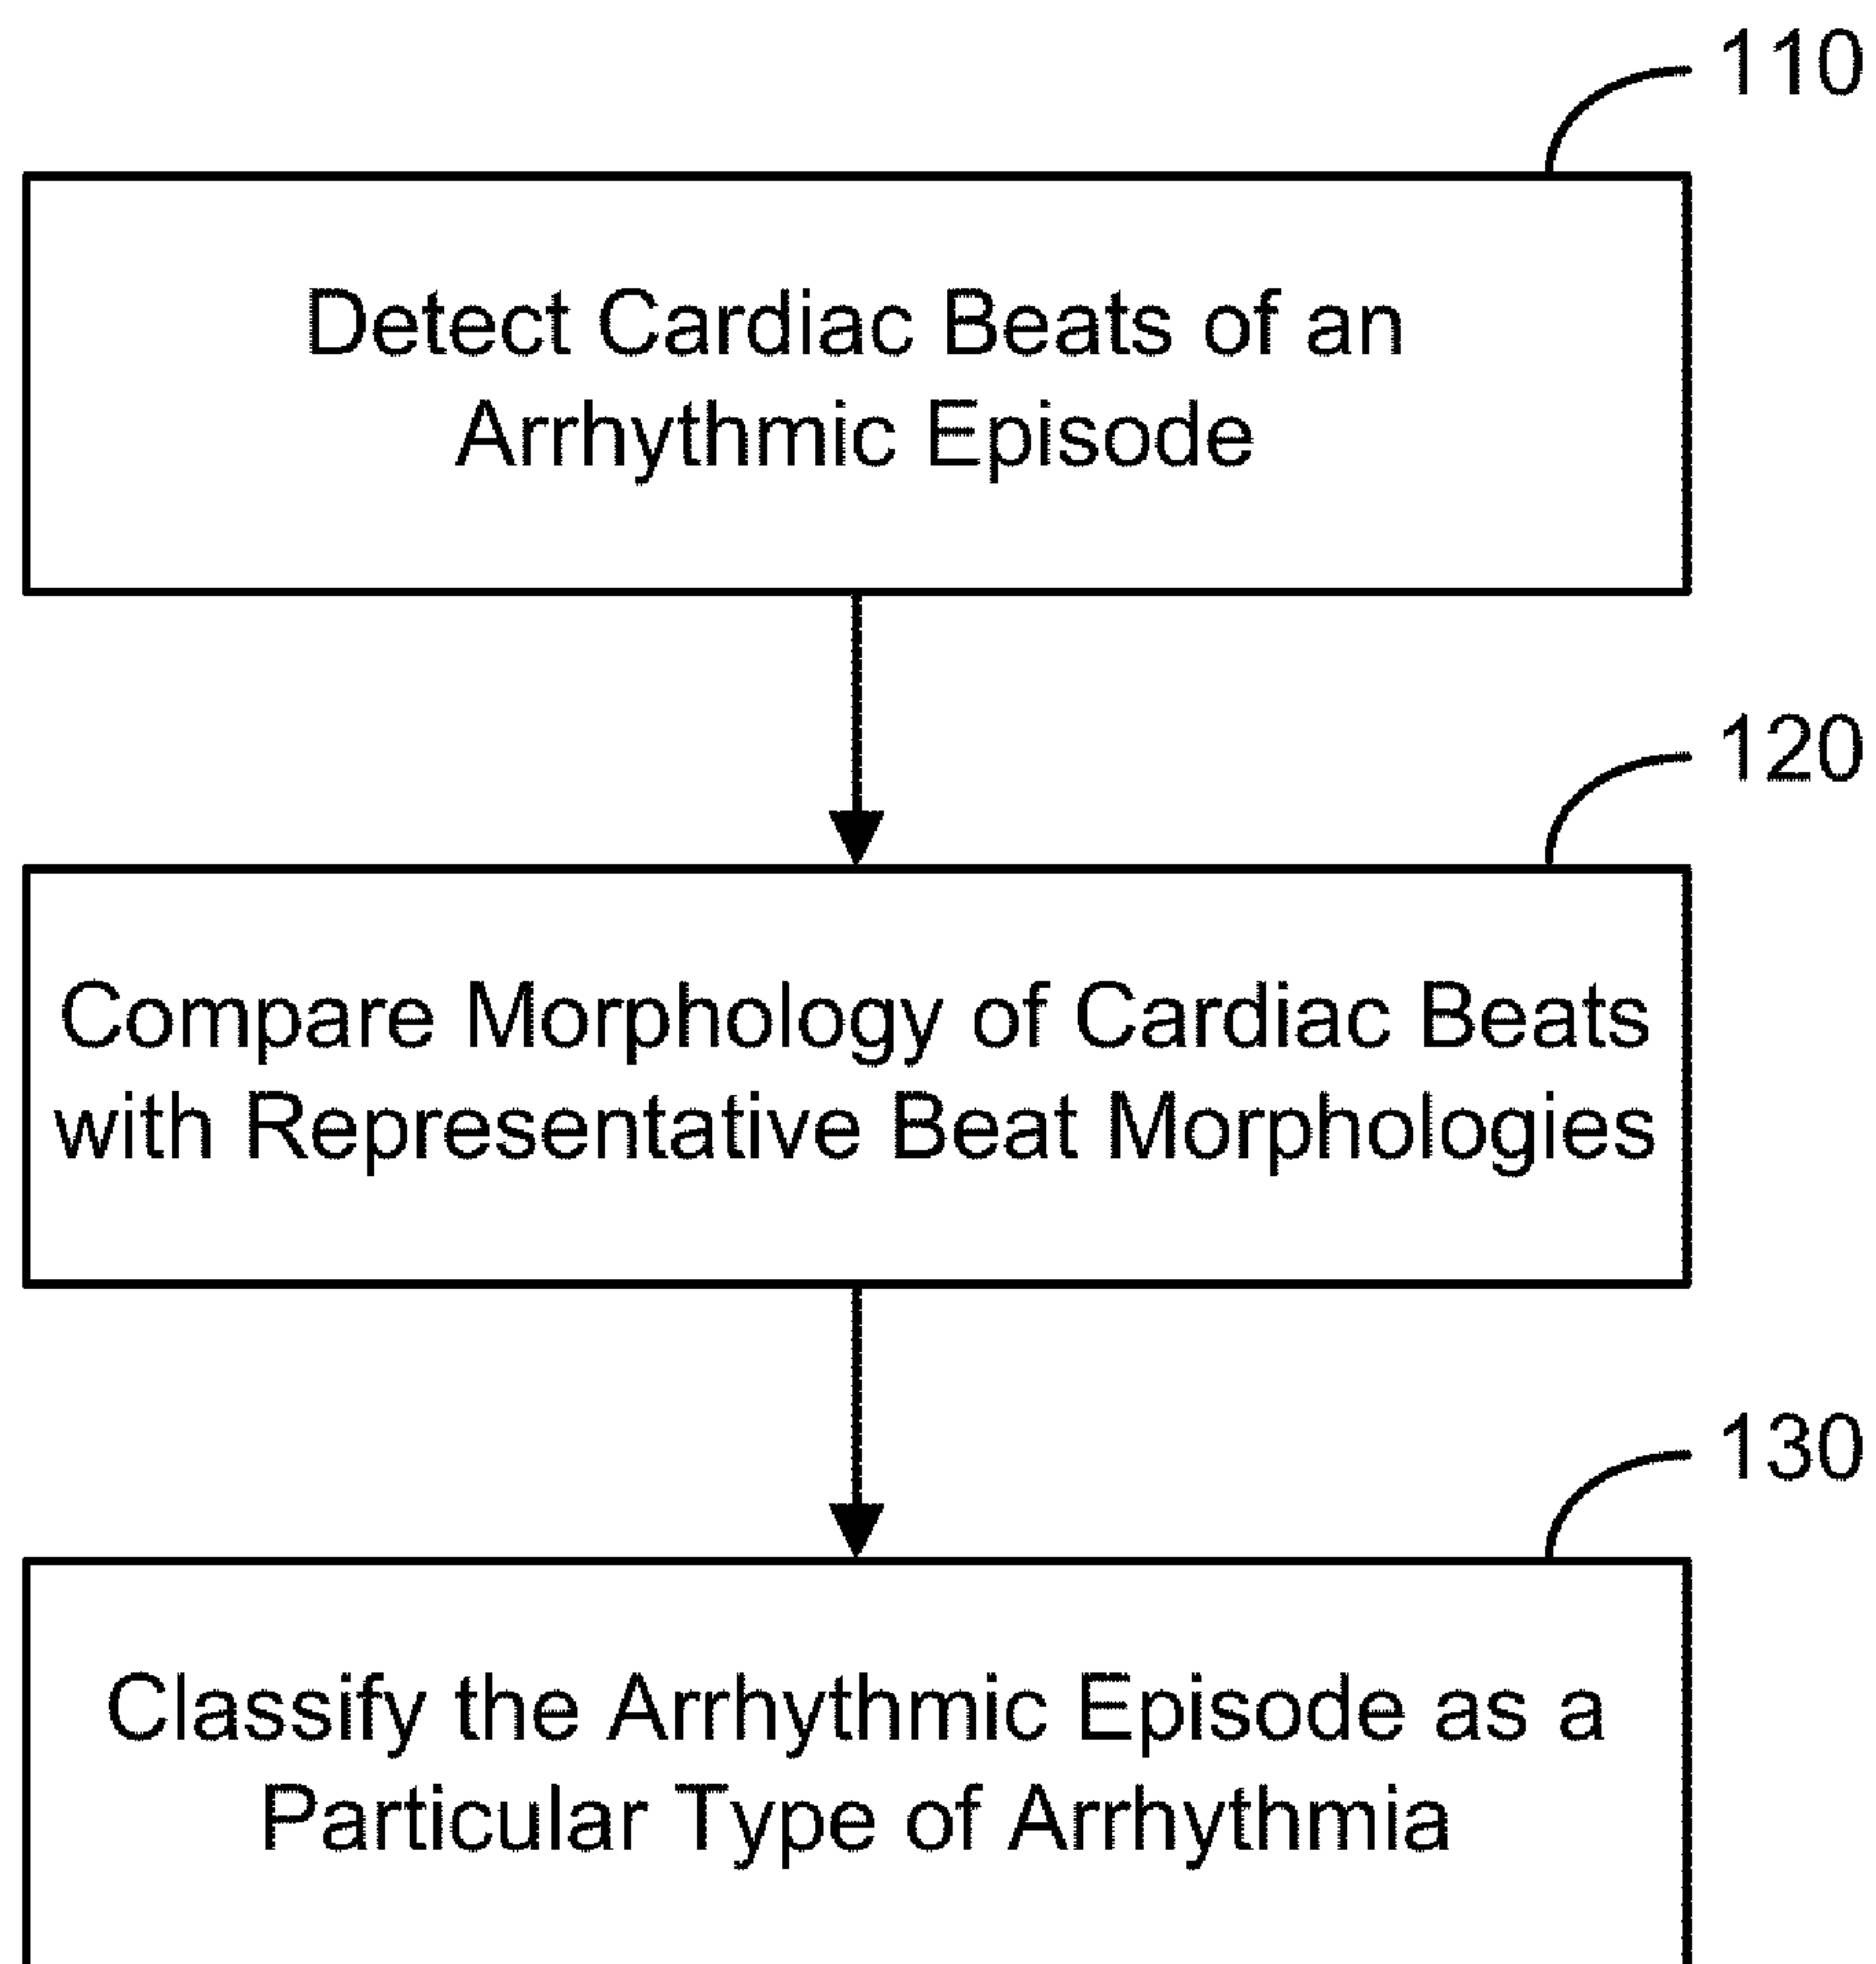 110
Detect Cardiac Beats of an
Arrhythmic Episode
120
Compare Morphology of Cardiac Beats
with Representative Beat Morphologies
130
Classify the Arrhythmic Episode as a
Particular Type of Arrhythmia